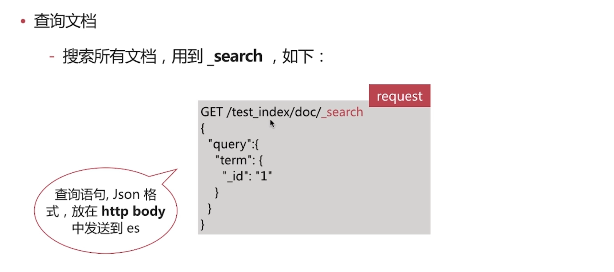 • 查询文档
- 搜索所有文档，用到 _search ，如下：
request
GET /test_index/doc/_search
{
"query":{
"term": {
"_id": "1"
}
}
}
查询语句, Json 格
式，放在 http body
中发送到 es